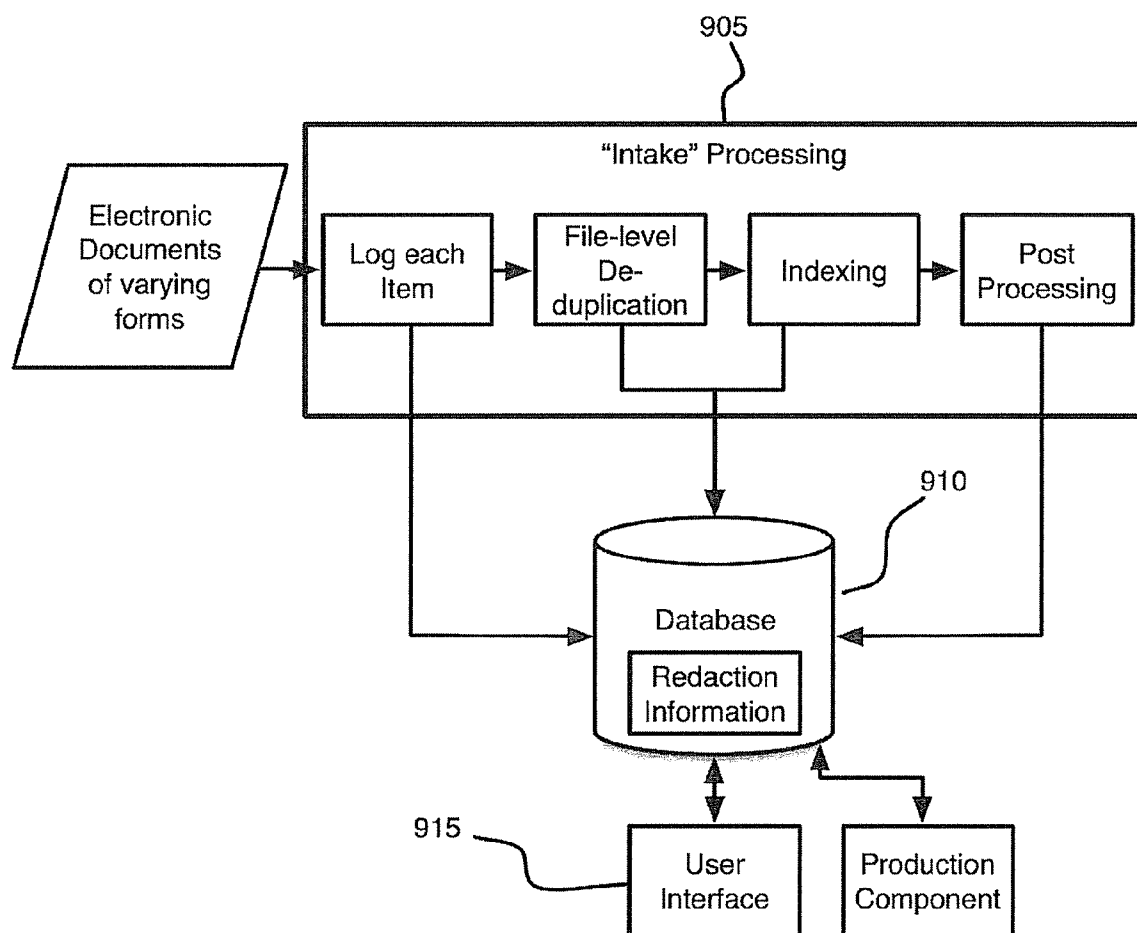 905
“Intake” Processing
Electronic
Documents
of varying
forms
Log each
Item
File-level
De-
duplication
Indexing
Post
Processing
910
Database
Redaction
Information
915
User
Interface
Production
Component